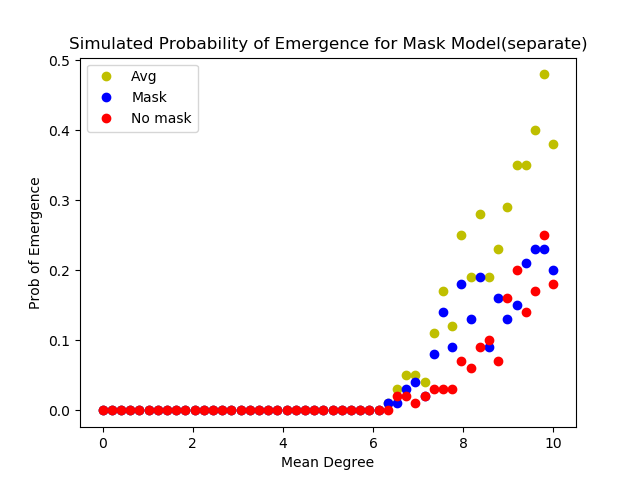 Simulated Probability of Emergence for Mask Model(separate)
0.5
Avg
Mask
No mask
0.4
0.3
0.2
0.1
0.0
Prob of Emergence
0 2 4 6 8 10
Mean Degree